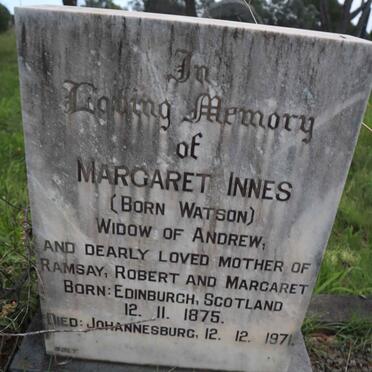 In
Loving Memory
of
MARGARET INNES
(BORN WATSON)
WIDOW OF ANDREW,
AND DEARLY LOVED MOTHER OF
RAMSAY, ROBERT AND MARGARET
BORN: EDINBURGH, SCOTLAND
12. 11. 1875.
DIED: JOHANNESBURG, 12. 12. 1971.